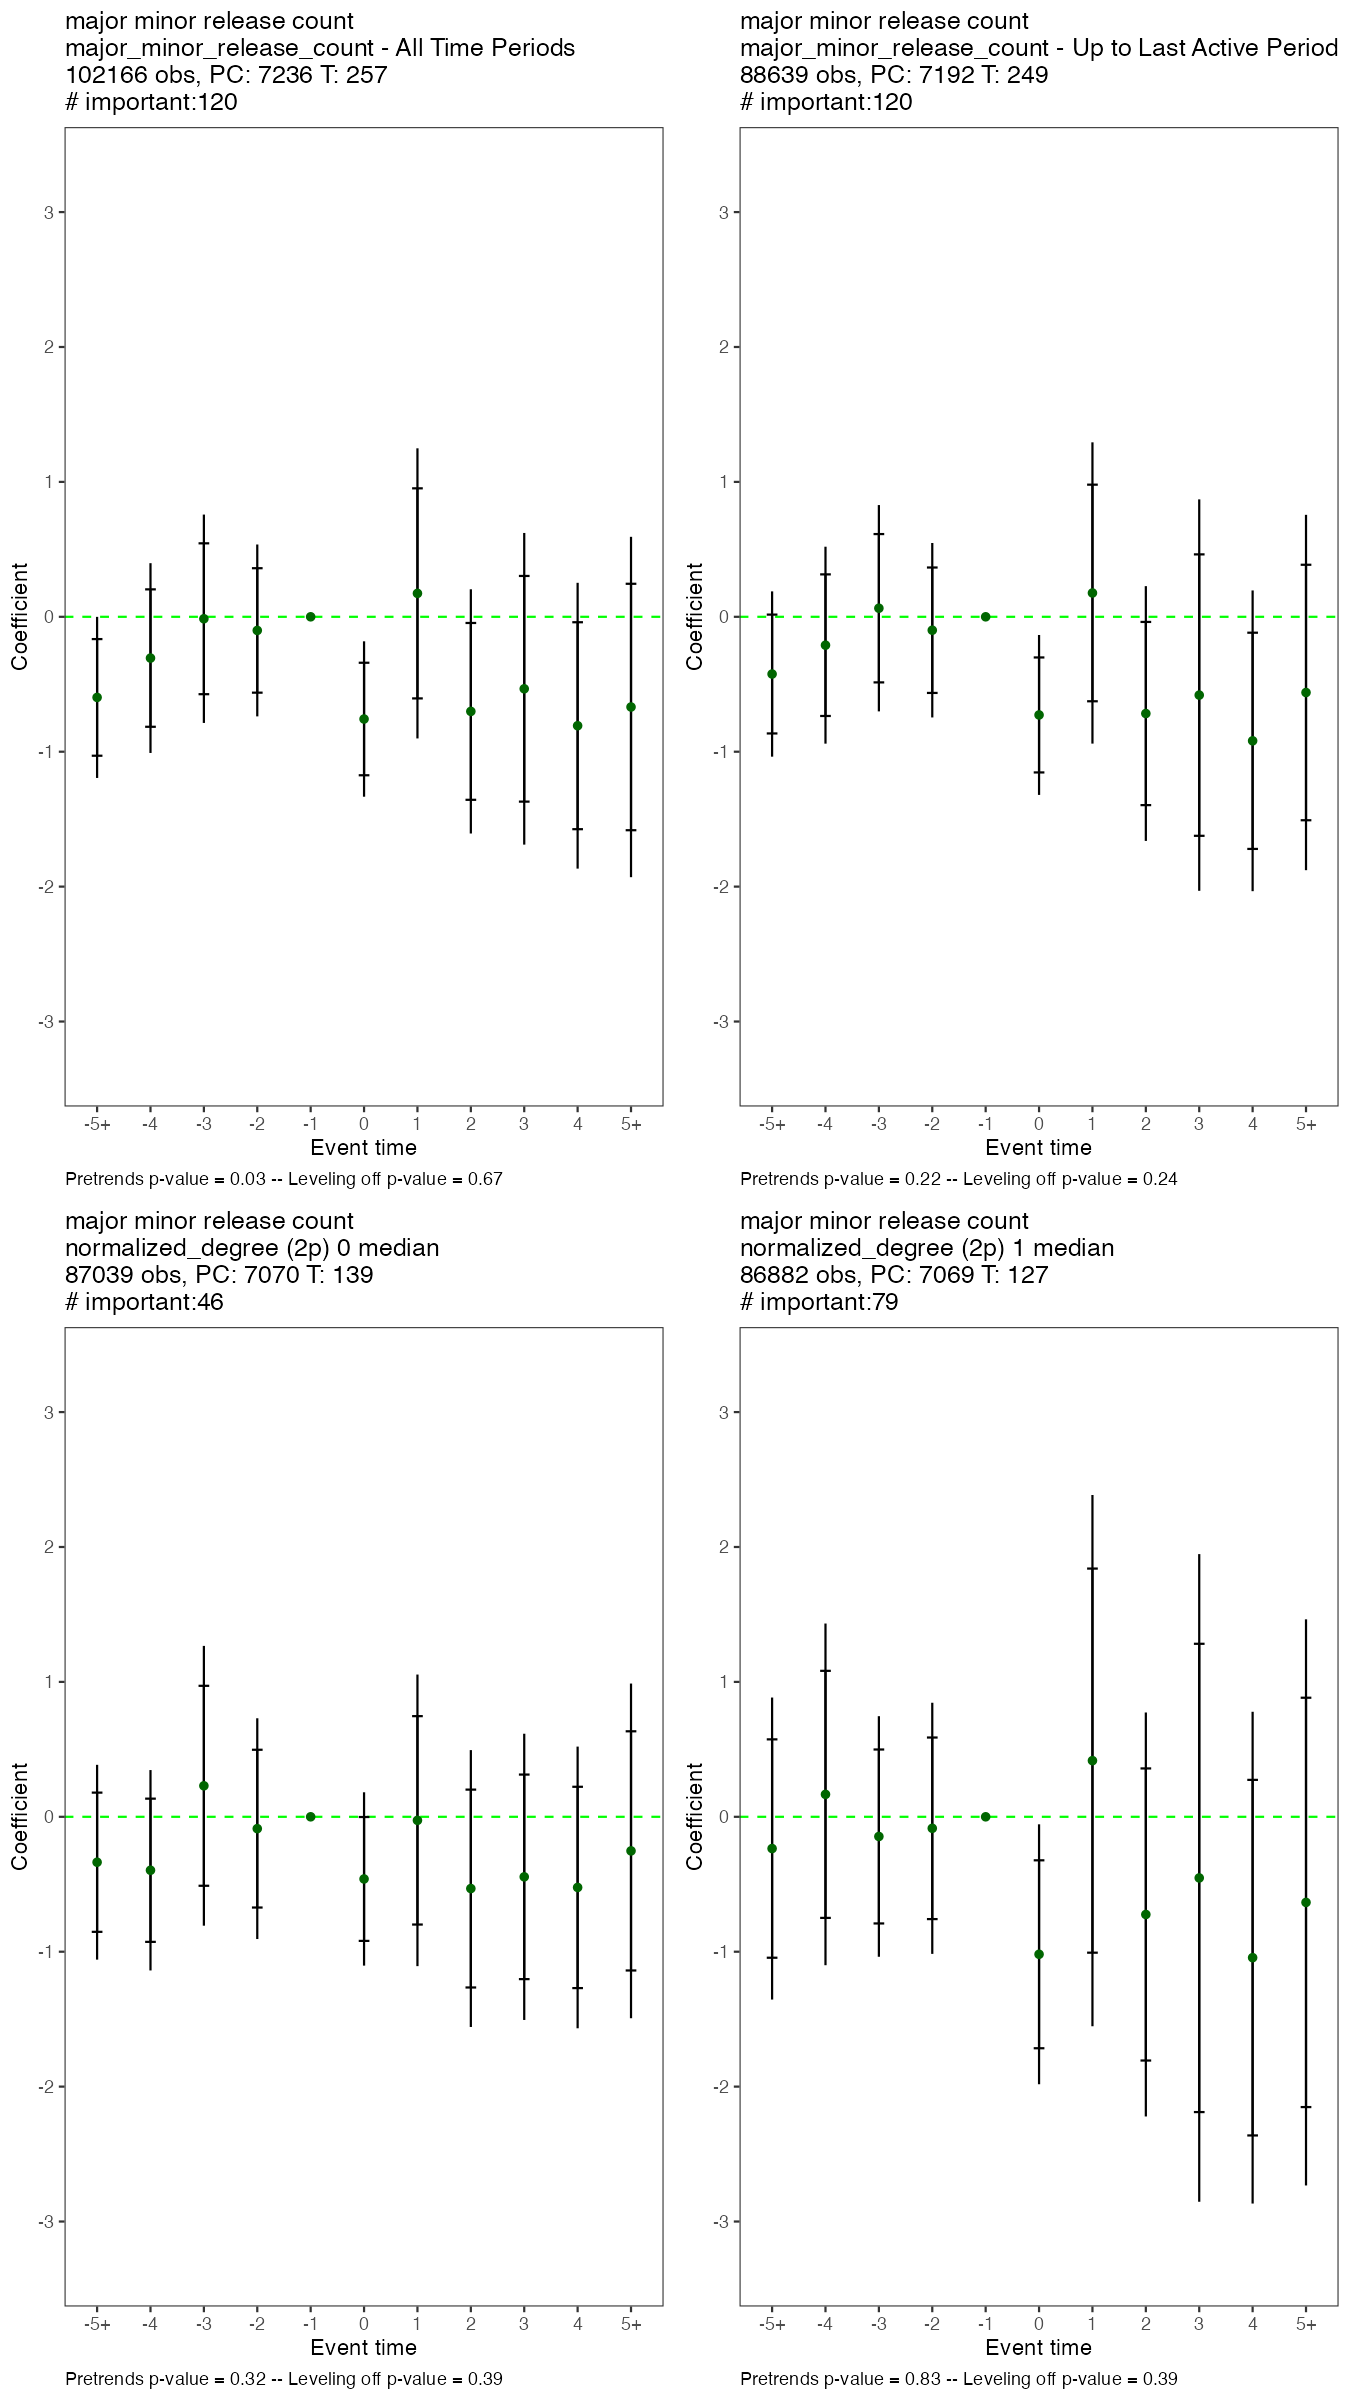 major minor release count
major_minor_release_count - All Time Periods
102166 obs, PC: 7236 T: 257
# important:120
3
2
1
0
-1
-2
-3
Coefficient
-5+ -4 -3 -2 -1 0 1 2 3 4 5+
Event time
Pretrends p-value = 0.03 -- Leveling off p-value = 0.67
major minor release count
major_minor_release_count - Up to Last Active Period
88639 obs, PC: 7192 T: 249
# important:120
3
2
1
0
-1
-2
-3
Coefficient
-5+ -4 -3 -2 -1 0 1 2 3 4 5+
Event time
Pretrends p-value = 0.22 -- Leveling off p-value = 0.24
major minor release count
normalized_degree (2p) 0 median
87039 obs, PC: 7070 T: 139
# important:46
3
2
1
0
-1
-2
-3
Coefficient
-5+ -4 -3 -2 -1 0 1 2 3 4 5+
Event time
Pretrends p-value = 0.32 -- Leveling off p-value = 0.39
major minor release count
normalized_degree (2p) 1 median
86882 obs, PC: 7069 T: 127
# important:79
3
2
1
0
-1
-2
-3
Coefficient
-5+ -4 -3 -2 -1 0 1 2 3 4 5+
Event time
Pretrends p-value = 0.83 -- Leveling off p-value = 0.39